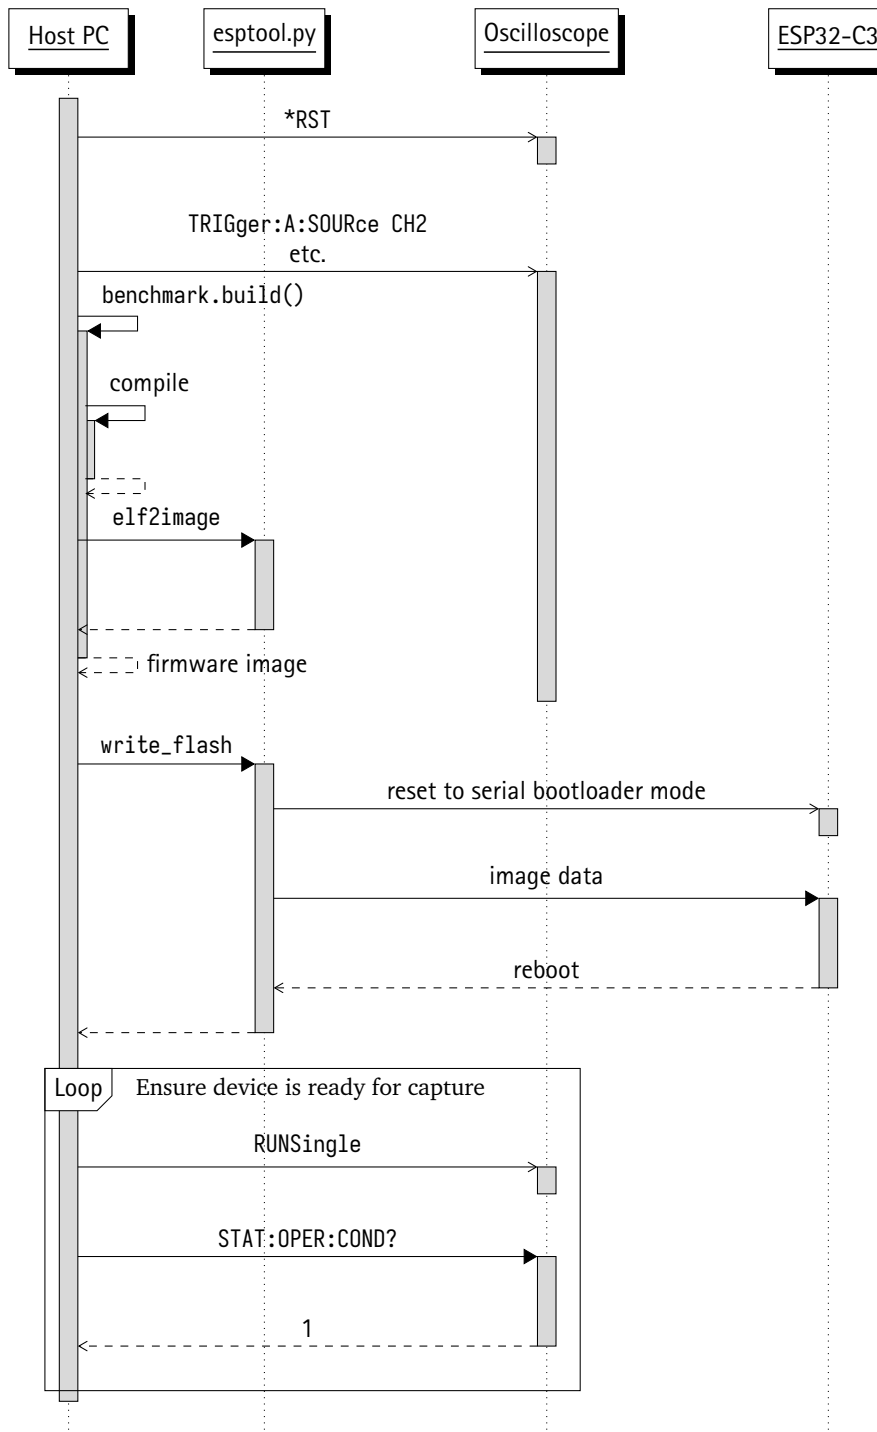 Host PC
esptool.py
Oscilloscope
ESP32-C3
*RST
TRIGger:A:SOURce CH2
etc.
benchmark.build()
compile
elf2image
firmware image
write_flash
reset to serial bootloader mode
image data
reboot
Loop
Ensure device is ready for capture
RUNSingle
STAT:OPER:COND?
1